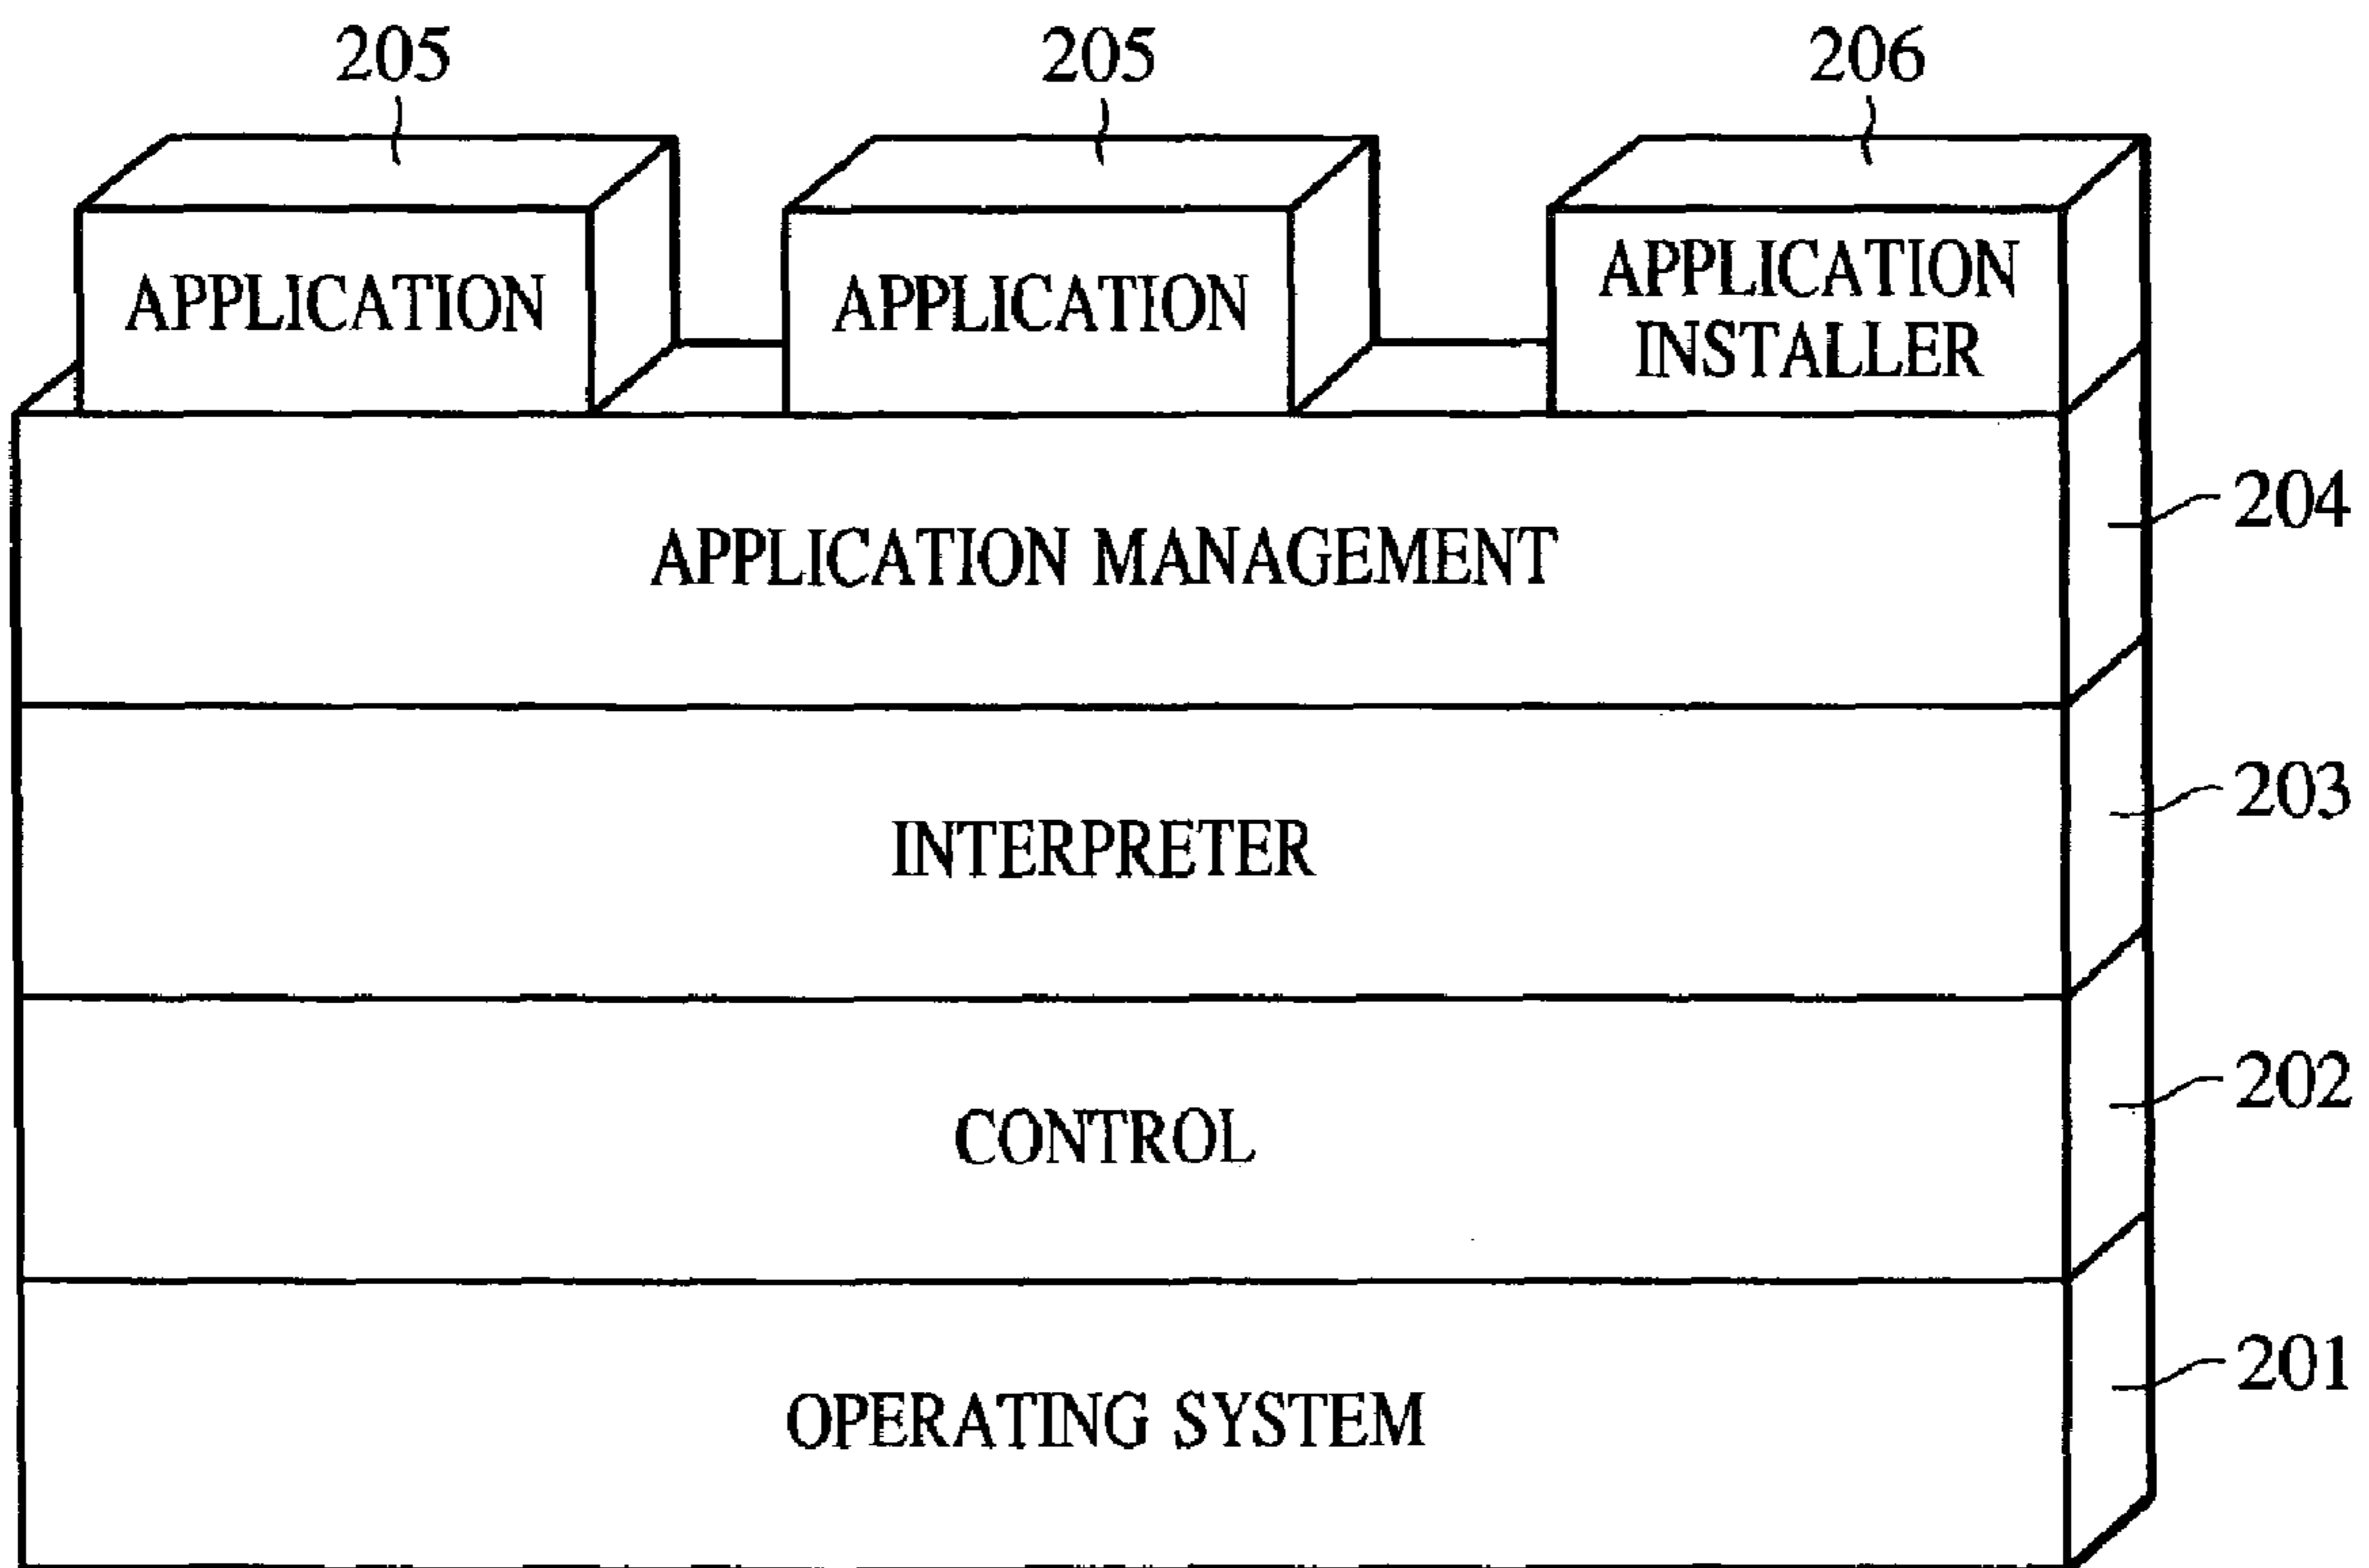 205
205
206
APPLICATION
APPLICATION
APPLICATION
INSTALLER
204
APPLICATION MANAGEMENT
203
INTERPRETER
202
CONTROL
201
OPERATING SYSTEM